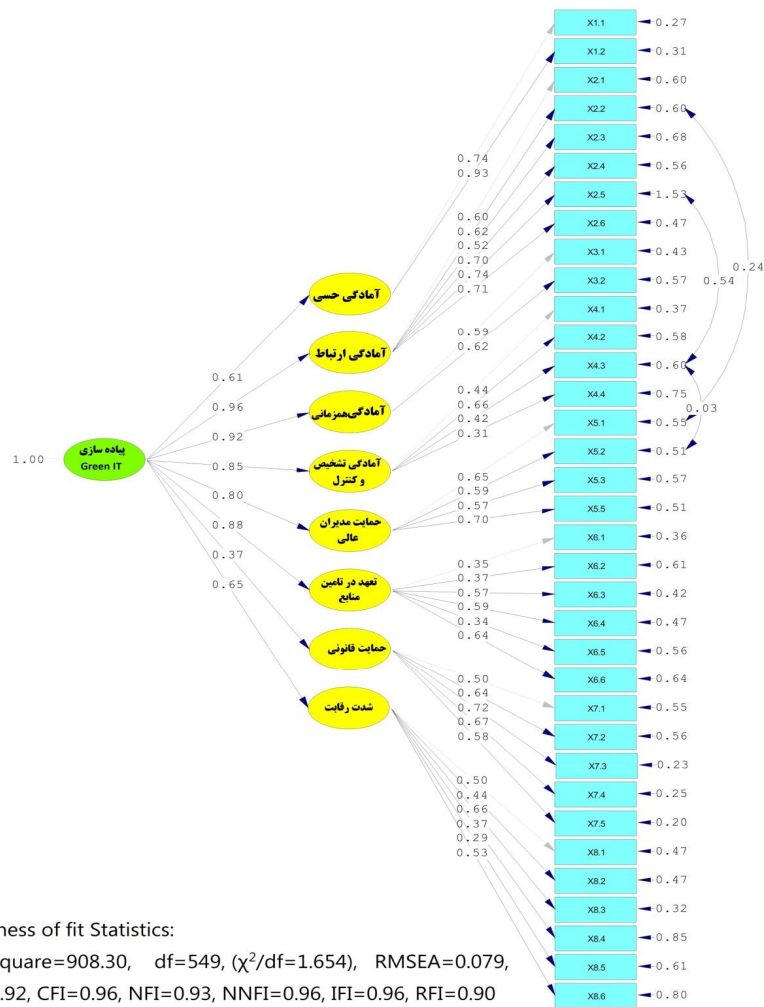 X1.1 0.27
X1.2 0.31
X2.1 0.60
X2.2 0.60
X2.3 0.68
X2.4 0.56
X2.5 1.53
X2.6 0.47
X3.1 0.43
X3.2 0.57
X4.1 0.37
X4.2 0.58
X4.3 0.60
X4.4 0.75
X5.1 0.55
X5.2 0.51
X5.3 0.57
X5.5 0.51
X6.1 0.36
X6.2 0.61
X6.3 0.42
X6.4 0.47
X6.5 0.56
X6.6 0.64
X7.1 0.55
X7.2 0.56
X7.3 0.23
X7.4 0.25
X7.5 0.20
X8.1 0.47
X8.2 0.47
X8.3 0.32
X8.4 0.85
X8.5 0.61
X8.6 0.80
0.24
0.54
0.03
0.74
0.93
0.60
0.62
0.52
0.70
0.74
0.71
0.59
0.62
0.44
0.66
0.42
0.31
0.65
0.59
0.57
0.70
0.35
0.37
0.57
0.59
0.34
0.64
0.50
0.64
0.72
0.67
0.58
0.50
0.44
0.66
0.37
0.29
0.53
آمادگی حسی
آمادگی ارتباط
آمادگی‌همزمانی
آمادگی تشخیص
و کنترل
حمایت مدیران
عالی
تعهد در تامین
منابع
حمایت قانونی
شدت رقابت
0.61
0.96
0.92
0.85
0.80
0.88
0.37
0.65
1.00
پیاده سازی
Green IT
ness of fit Statistics:
quare=908.30, df=549, (χ²/df=1.654), RMSEA=0.079,
.92, CFI=0.96, NFI=0.93, NNFI=0.96, IFI=0.96, RFI=0.90